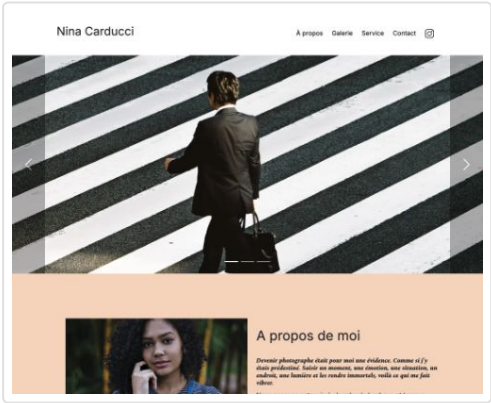 Nina Carducci
À propos Galerie Service Contact
A propos de moi
Devenir photographe était pour moi une évidence. Comme si j'y
étais prédestiné. Saisir un moment, une émotion, une situation, un
endroit, une lumière et les rendre immortels, voilà ce qui me fait
vibrer.